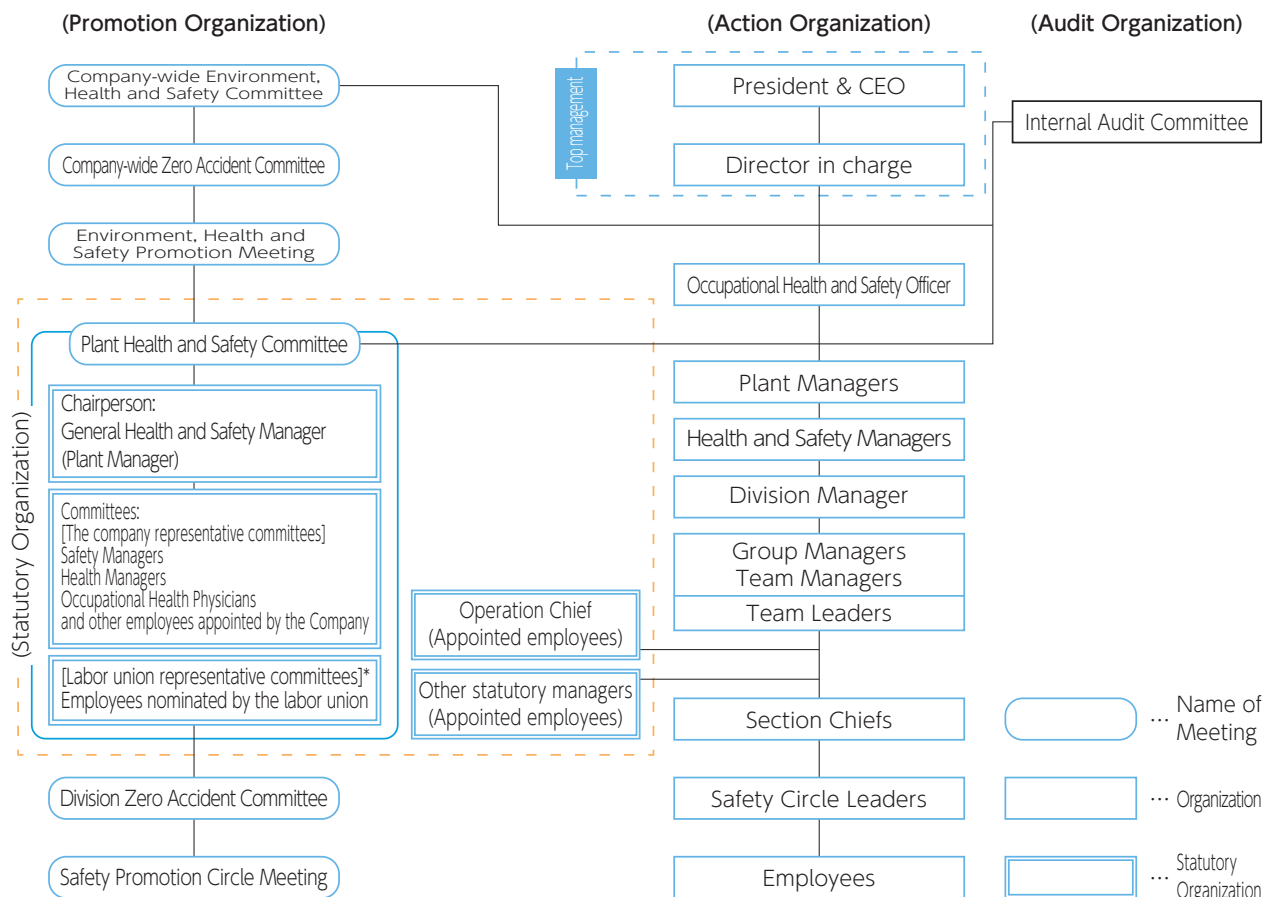 (Promotion Organization)
(Action Organization)
(Audit Organization)
Company-wide Environment,
Health and Safety Committee
Company-wide Zero Accident Committee
Environment, Health and
Safety Promotion Meeting
Top management
President & CEO
Director in charge
Internal Audit Committee
Occupational Health and Safety Officer
(Statutory Organization)
Plant Health and Safety Committee
Chairperson:
General Health and Safety Manager
(Plant Manager)
Committees:
[The company representative committees]
Safety Managers
Health Managers
Occupational Health Physicians
and other employees appointed by the Company
[Labor union representative committees]*
Employees nominated by the labor union
Operation Chief
(Appointed employees)
Other statutory managers
(Appointed employees)
Division Zero Accident Committee
Safety Promotion Circle Meeting
Plant Managers
Health and Safety Managers
Division Manager
Group Managers
Team Managers
Team Leaders
Section Chiefs
Safety Circle Leaders
Employees
… Name of
Meeting
… Organization
… Statutory
Organization